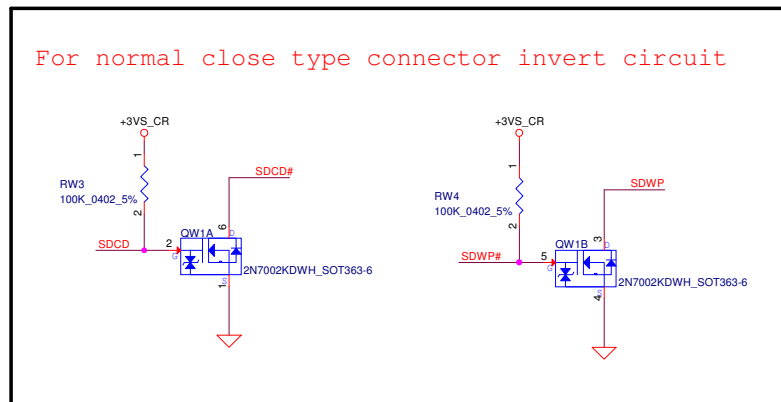 For normal close type connector invert circuit
+3VS_CR
1
RW3
100K_0402_5%
2
SDCD
2
G
QW1A
6
D
SDCD#
2N7002KDWH_SOT363-6
1
S
+3VS_CR
1
RW4
100K_0402_5%
2
SDWP#
5
G
QW1B
3
D
SDWP
2N7002KDWH_SOT363-6
4
S